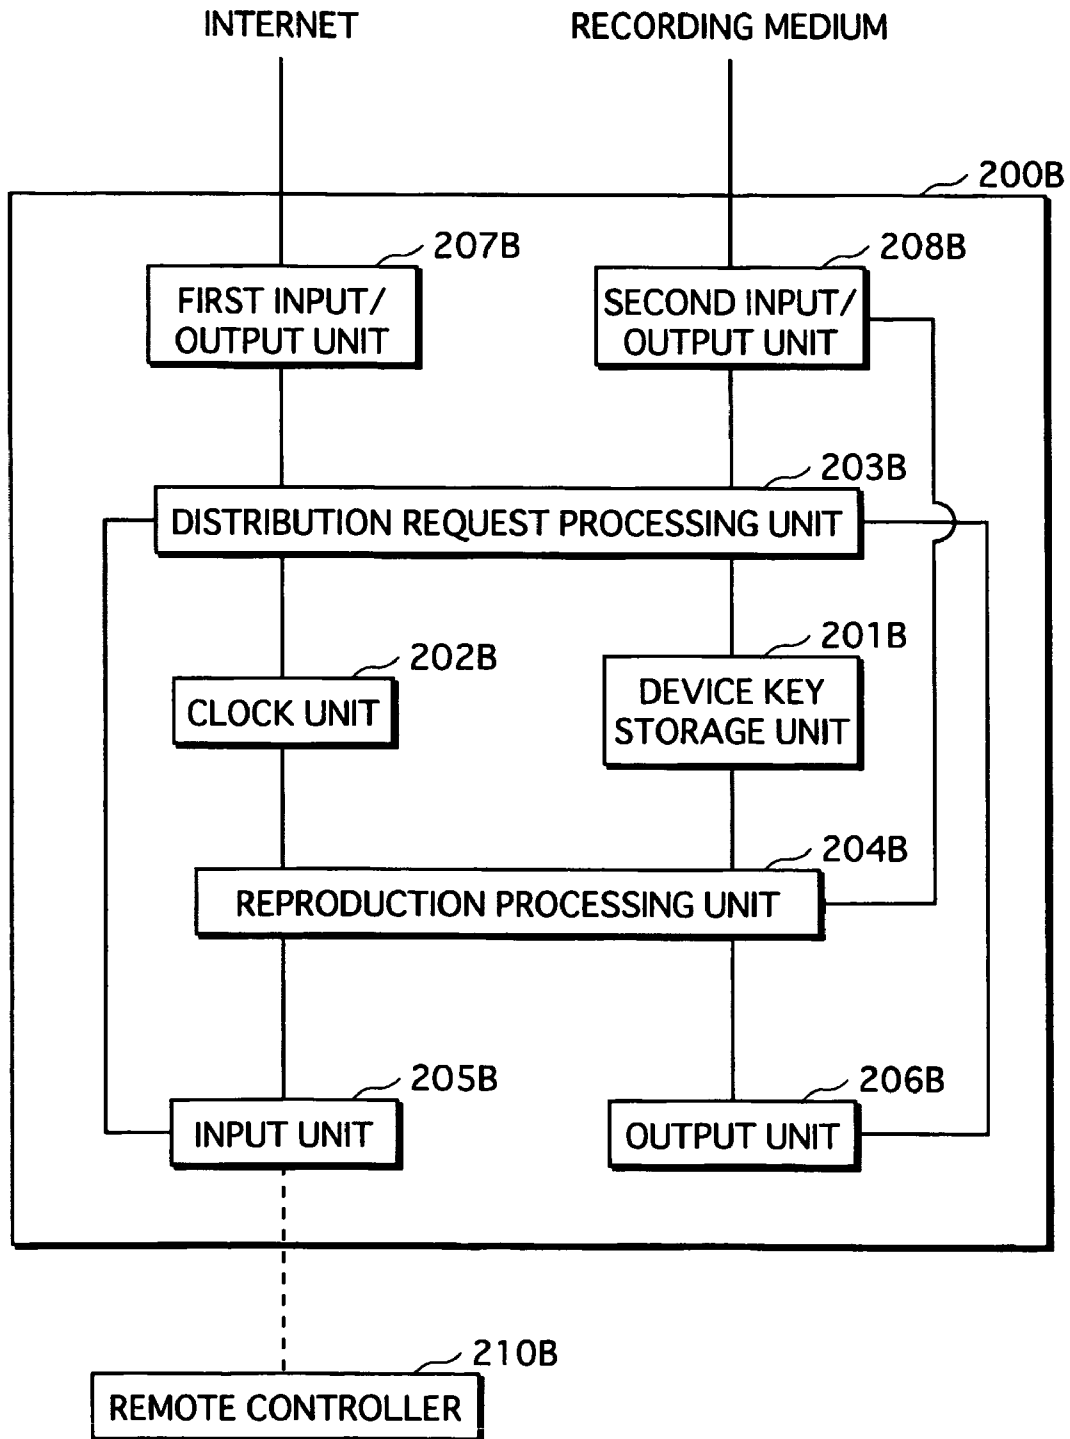 INTERNET
RECORDING MEDIUM
200B
207B
208B
FIRST INPUT/
OUTPUT UNIT
SECOND INPUT/
OUTPUT UNIT
203B
DISTRIBUTION REQUEST PROCESSING UNIT
202B
201B
CLOCK UNIT
DEVICE KEY
STORAGE UNIT
204B
REPRODUCTION PROCESSING UNIT
205B
206B
INPUT UNIT
OUTPUT UNIT
210B
REMOTE CONTROLLER